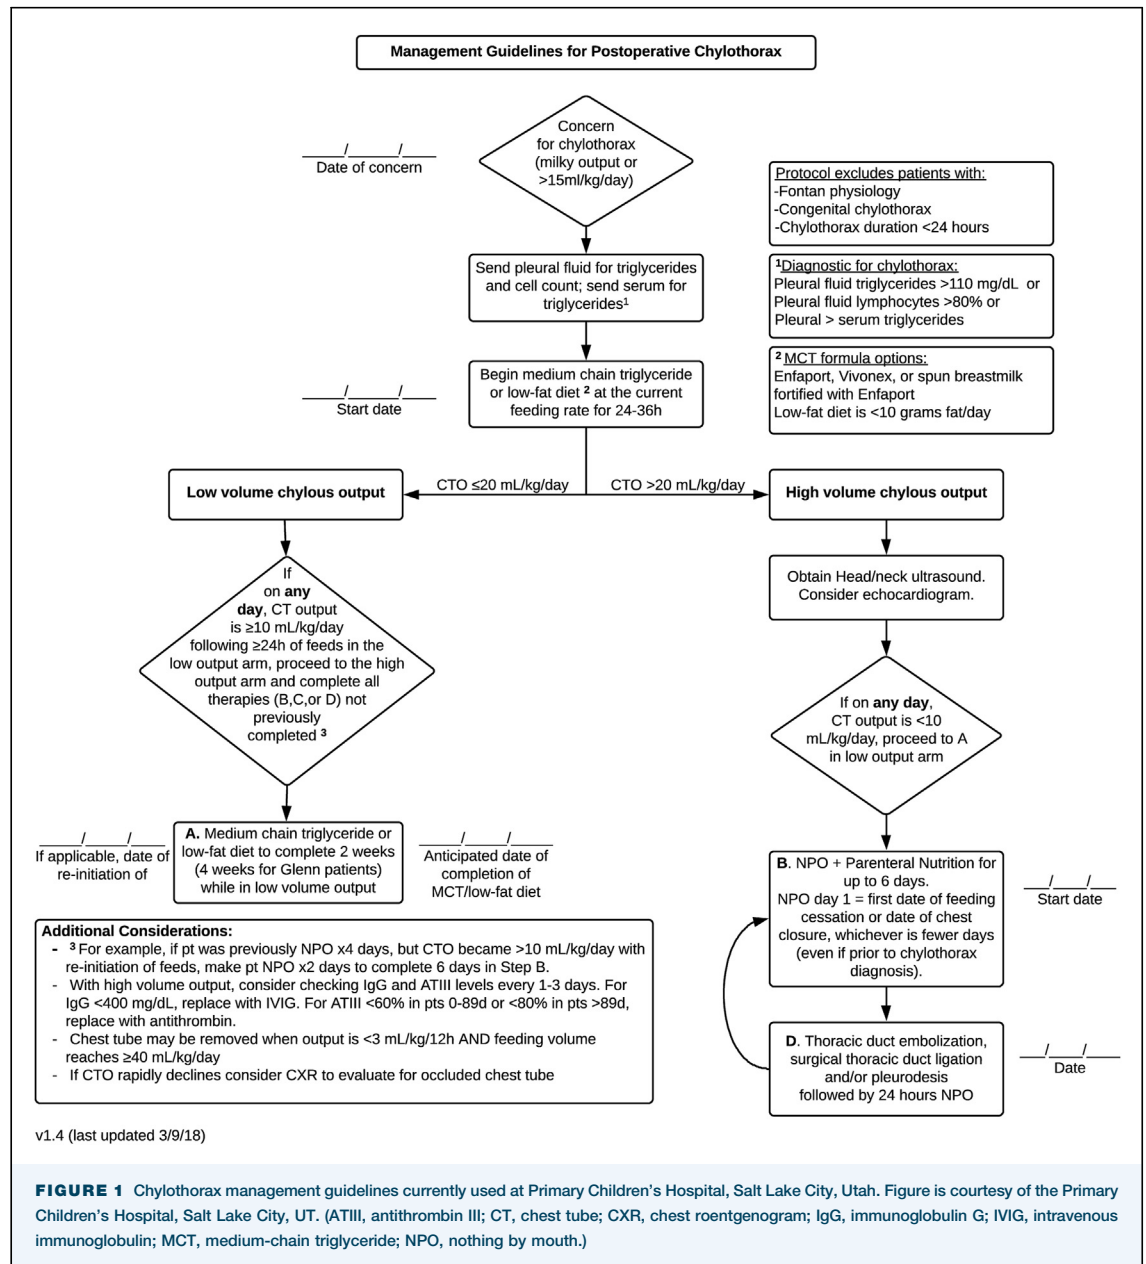 Management Guidelines for Postoperative Chylothorax
Concern
for chylothorax
(milky output or
>15ml/kg/day)
___/___/___
Date of concern
Protocol excludes patients with:
-Fontan physiology
-Congenital chylothorax
-Chylothorax duration <24 hours
Send pleural fluid for triglycerides
and cell count; send serum for
triglycerides¹
¹Diagnostic for chylothorax:
Pleural fluid triglycerides >110 mg/dL or
Pleural fluid lymphocytes >80% or
Pleural > serum triglycerides
Begin medium chain triglyceride
or low-fat diet ² at the current
feeding rate for 24-36h
___/___/___
Start date
² MCT formula options:
Enfaport, Vivonex, or spun breastmilk
fortified with Enfaport
Low-fat diet is <10 grams fat/day
CTO ≤20 mL/kg/day
CTO >20 mL/kg/day
Low volume chylous output
High volume chylous output
If
on any
day, CT output
is ≥10 mL/kg/day
following ≥24h of feeds in the
low output arm, proceed to the high
output arm and complete all
therapies (B,C,or D) not
previously
completed ³
Obtain Head/neck ultrasound.
Consider echocardiogram.
If on any day,
CT output is <10
mL/kg/day, proceed to A
in low output arm
___/___/___
If applicable, date of
re-initiation of
A. Medium chain triglyceride or
low-fat diet to complete 2 weeks
(4 weeks for Glenn patients)
while in low volume output
___/___/___
Anticipated date of
completion of
MCT/low-fat diet
B. NPO + Parenteral Nutrition for
up to 6 days.
NPO day 1 = first date of feeding
cessation or date of chest
closure, whichever is fewer days
(even if prior to chylothorax
diagnosis).
___/___/___
Start date
D. Thoracic duct embolization,
surgical thoracic duct ligation
and/or pleurodesis
followed by 24 hours NPO
___/___/___
Date
Additional Considerations:
- ³ For example, if pt was previously NPO x4 days, but CTO became >10 mL/kg/day with
re-initiation of feeds, make pt NPO x2 days to complete 6 days in Step B.
- With high volume output, consider checking IgG and ATIII levels every 1-3 days. For
IgG <400 mg/dL, replace with IVIG. For ATIII <60% in pts 0-89d or <80% in pts >89d,
replace with antithrombin.
- Chest tube may be removed when output is <3 mL/kg/12h AND feeding volume
reaches ≥40 mL/kg/day
- If CTO rapidly declines consider CXR to evaluate for occluded chest tube
v1.4 (last updated 3/9/18)
FIGURE 1 Chylothorax management guidelines currently used at Primary Children's Hospital, Salt Lake City, Utah. Figure is courtesy of the Primary
Children's Hospital, Salt Lake City, UT. (ATIII, antithrombin III; CT, chest tube; CXR, chest roentgenogram; IgG, immunoglobulin G; IVIG, intravenous
immunoglobulin; MCT, medium-chain triglyceride; NPO, nothing by mouth.)